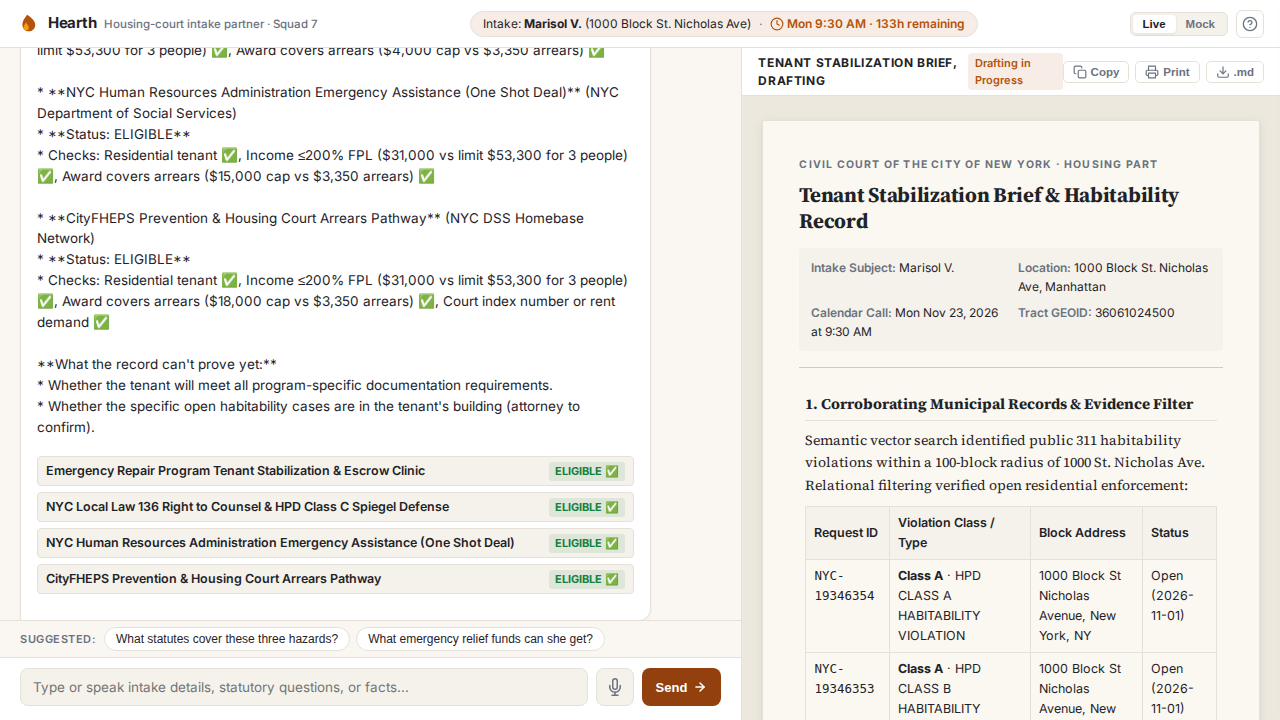 Hearth Housing-court intake partner · Squad 7
Intake: Marisol V. (1000 Block St. Nicholas Ave) · Mon 9:30 AM · 133h remaining
Live Mock
limit $53,300 for 3 people) ✅, Award covers arrears ($4,000 cap vs $3,350 arrears) ✅
* **NYC Human Resources Administration Emergency Assistance (One Shot Deal)** (NYC
Department of Social Services)
* **Status: ELIGIBLE**
* Checks: Residential tenant ✅, Income ≤200% FPL ($31,000 vs limit $53,300 for 3 people)
✅, Award covers arrears ($15,000 cap vs $3,350 arrears) ✅
* **CityFHEPS Prevention & Housing Court Arrears Pathway** (NYC DSS Homebase
Network)
* **Status: ELIGIBLE**
* Checks: Residential tenant ✅, Income ≤200% FPL ($31,000 vs limit $53,300 for 3 people)
✅, Award covers arrears ($18,000 cap vs $3,350 arrears) ✅, Court index number or rent
demand ✅
**What the record can't prove yet:**
* Whether the tenant will meet all program-specific documentation requirements.
* Whether the specific open habitability cases are in the tenant's building (attorney to
confirm).
Emergency Repair Program Tenant Stabilization & Escrow Clinic ELIGIBLE ✅
NYC Local Law 136 Right to Counsel & HPD Class C Spiegel Defense ELIGIBLE ✅
NYC Human Resources Administration Emergency Assistance (One Shot Deal) ELIGIBLE ✅
CityFHEPS Prevention & Housing Court Arrears Pathway ELIGIBLE ✅
SUGGESTED: What statutes cover these three hazards? What emergency relief funds can she get?
Type or speak intake details, statutory questions, or facts...
Send →
TENANT STABILIZATION BRIEF,
DRAFTING
Drafting in
Progress
Copy Print .md
CIVIL COURT OF THE CITY OF NEW YORK · HOUSING PART
Tenant Stabilization Brief & Habitability
Record
Intake Subject: Marisol V.
Location: 1000 Block St. Nicholas
Ave, Manhattan
Calendar Call: Mon Nov 23, 2026
at 9:30 AM
Tract GEOID: 36061024500
1. Corroborating Municipal Records & Evidence Filter
Semantic vector search identified public 311 habitability
violations within a 100-block radius of 1000 St. Nicholas Ave.
Relational filtering verified open residential enforcement:
Request ID
Violation Class /
Type
Block Address
Status
NYC-
19346354
Class A · HPD
CLASS A
HABITABILITY
VIOLATION
1000 Block St
Nicholas
Avenue, New
York, NY
Open
(2026-
11-01)
NYC-
19346353
Class A · HPD
CLASS B
HABITABILITY
1000 Block St
Nicholas
Avenue, New
Open
(2026-
11-01)